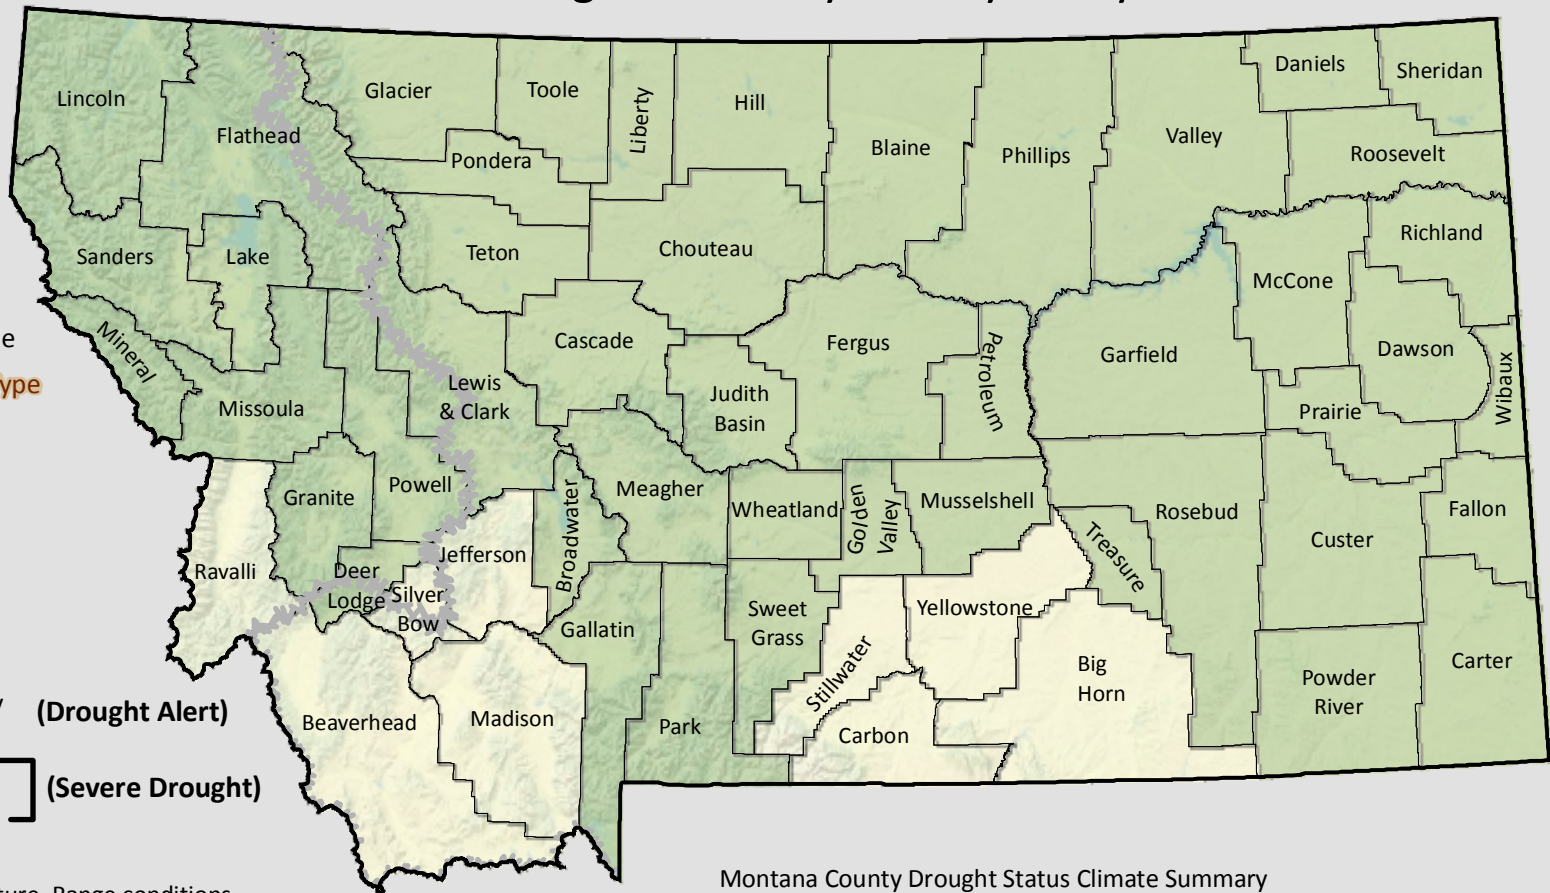 Daniels
Sheridan
Lincoln
Glacier
Toole
Liberty
Hill
Flathead
Pondera
Blaine
Phillips
Valley
Roosevelt
Sanders
Lake
Teton
Chouteau
Richland
McCone
Mineral
Cascade
Fergus
Petroleum
Garfield
Dawson
Wibaux
ype
Missoula
Lewis
& Clark
Judith
Basin
Prairie
Granite
Powell
Meagher
Wheatland
Golden
Valley
Musselshell
Rosebud
Fallon
Custer
Treasure
Ravalli
Deer
Lodge
Silver
Bow
Jefferson
Broadwater
Gallatin
Sweet
Grass
Yellowstone
Stillwater
Big
Horn
Carter
Powder
River
(Drought Alert)
Beaverhead
Madison
Park
Carbon
(Severe Drought)
Montana County Drought Status Climate Summary
Range conditions